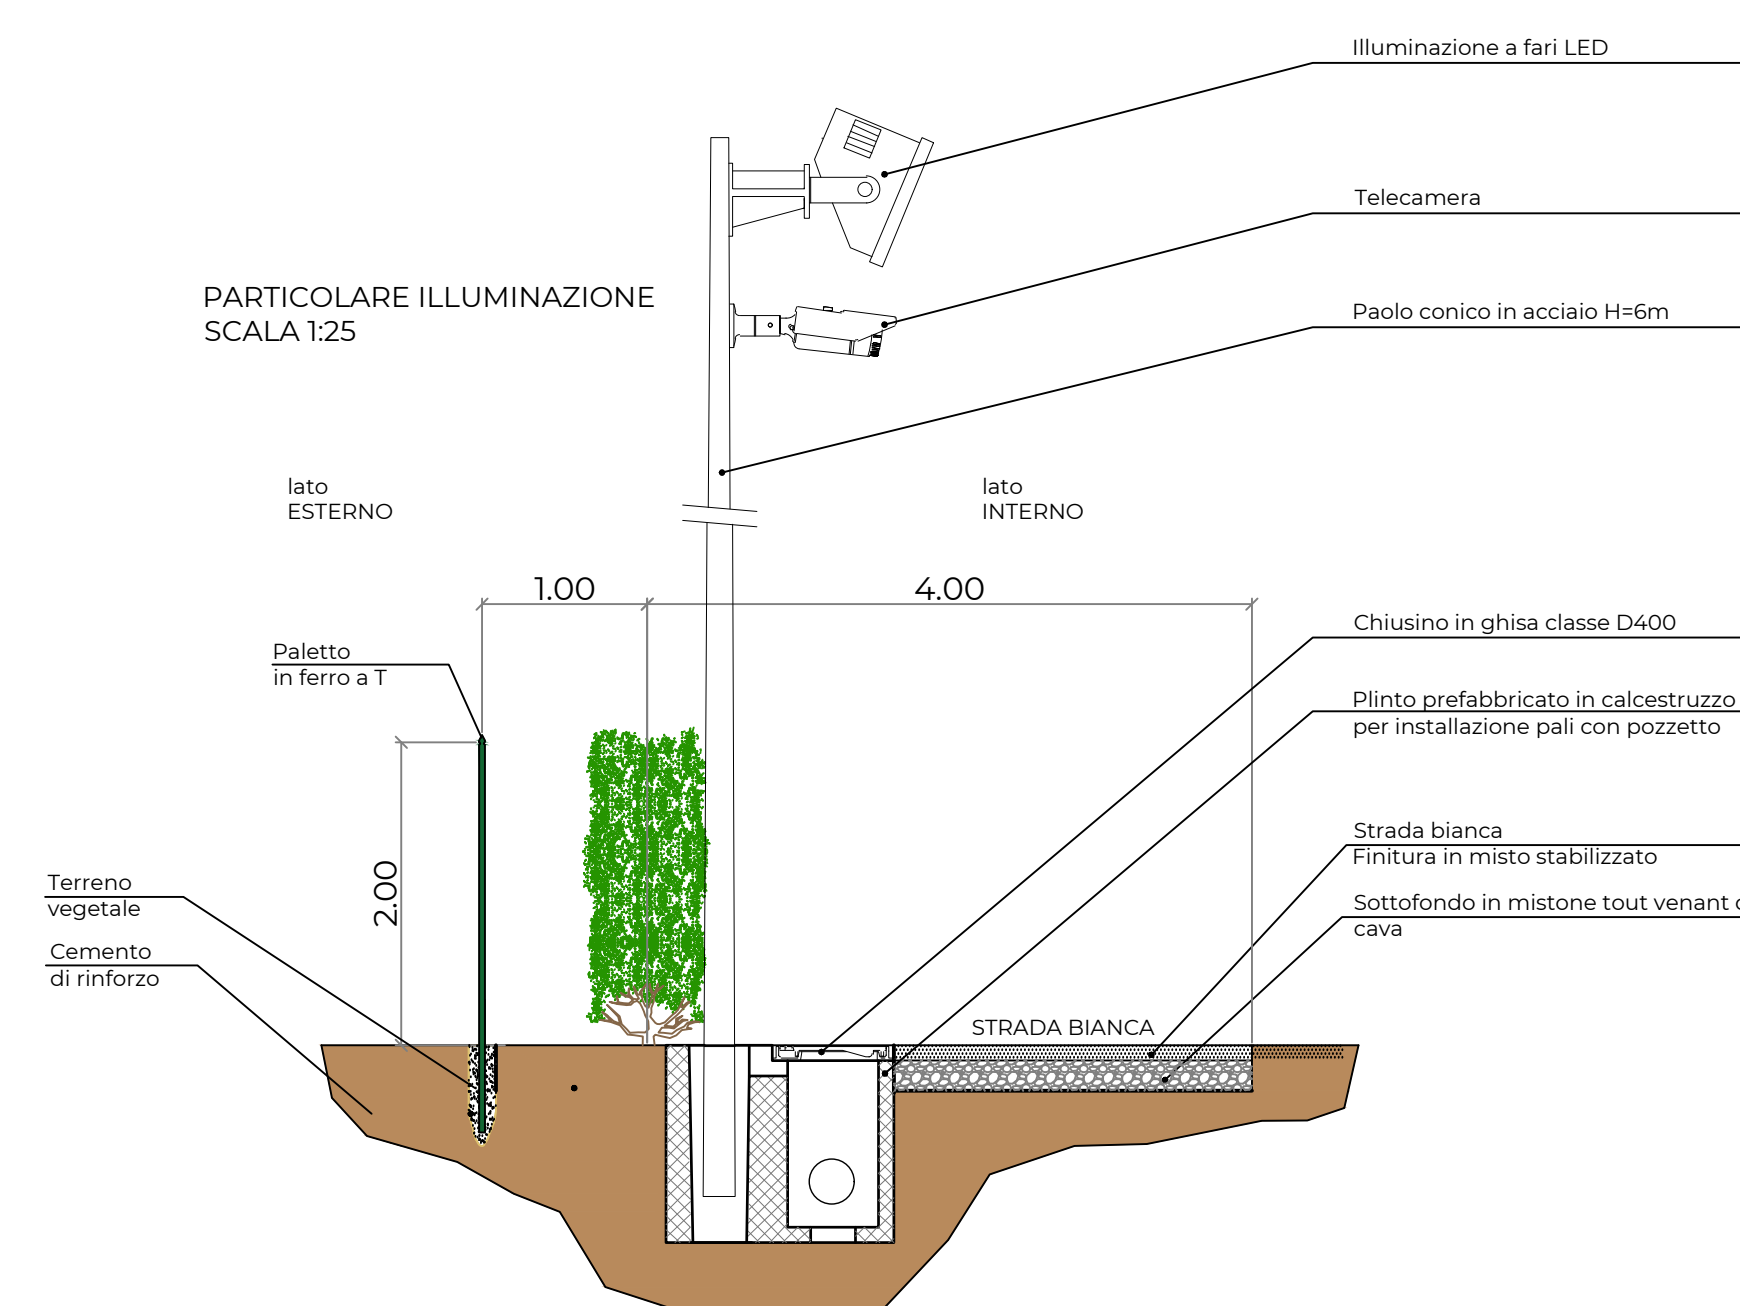 Illuminazione a fari LED
Telecamera
PARTICOLARE ILLUMINAZIONE
SCALA 1:25
Paolo conico in acciaio H=6m
lato
ESTERNO
lato
INTERNO
1.00
4.00
Chiusino in ghisa classe D400
Paletto
in ferro a T
Plinto prefabbricato in calcestruzzo
per installazione pali con pozzetto
2.00
Strada bianca
Finitura in misto stabilizzato
Terreno
vegetale
Sottofondo in mistone tout venant
cava
Cemento
di rinforzo
STRADA BIANCA